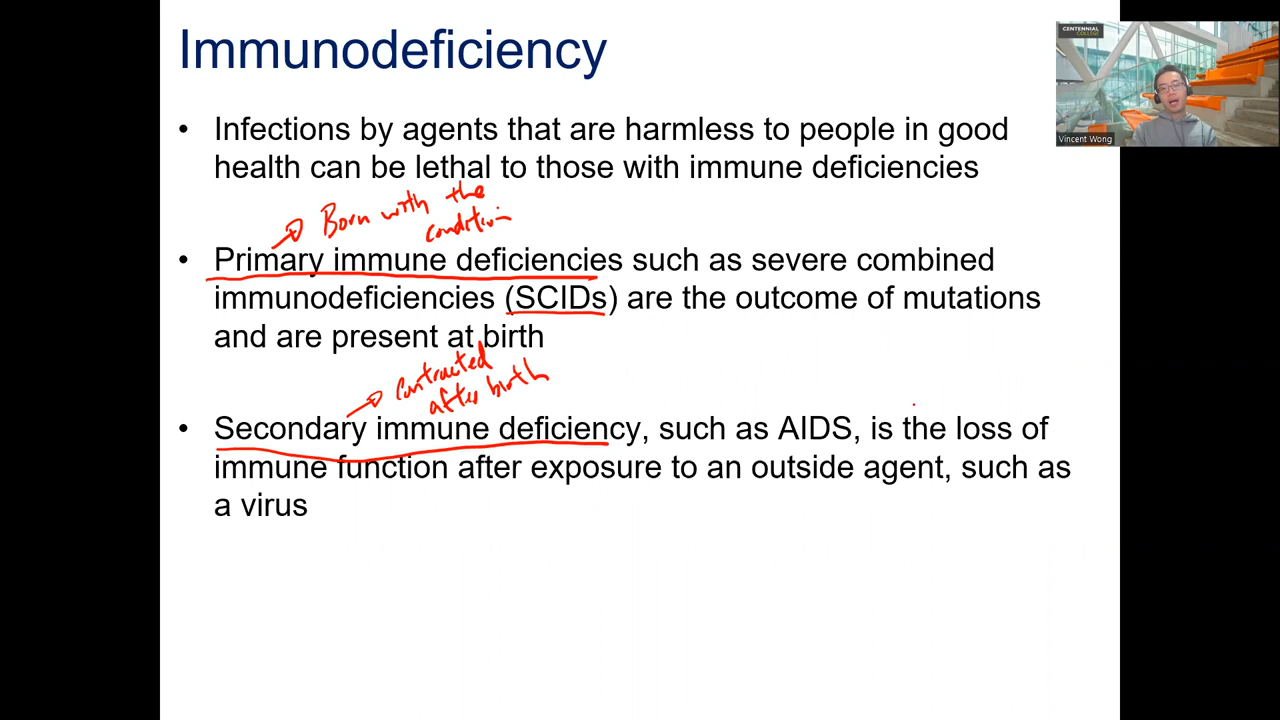 Immunodeficiency
CENTENNIAL
COLLEGE
Vincent Wong
• Infections by agents that are harmless to people in good
health can be lethal to those with immune deficiencies
Born with the
condition
• Primary immune deficiencies such as severe combined
immunodeficiencies (SCIDs) are the outcome of mutations
and are present at birth
Contracted
after birth
• Secondary immune deficiency, such as AIDS, is the loss of
immune function after exposure to an outside agent, such as
a virus